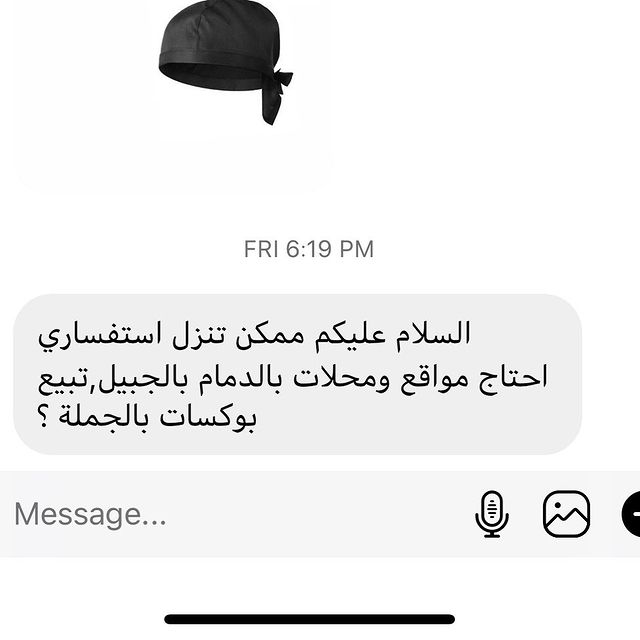 FRI 6:19 PM
السلام عليكم ممكن تنزل استفساري
احتاج مواقع ومحلات بالدمام بالجبيل,تبيع
بوكسات بالجملة ؟
Message...